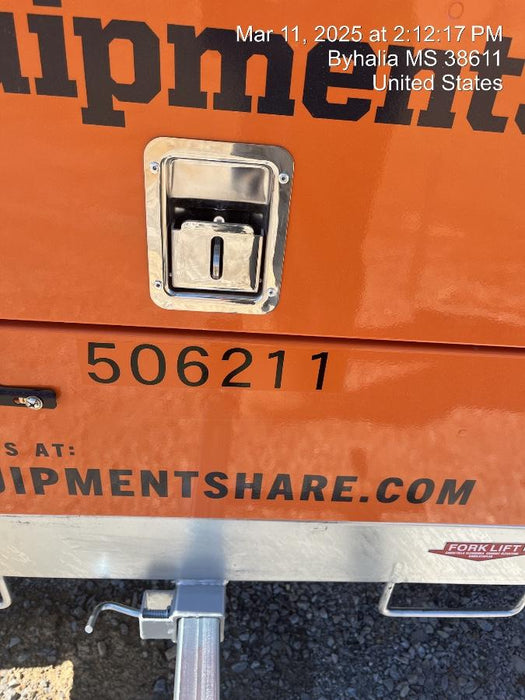 Mar 11, 2025 at 2:12:17 PM
Byhalia MS 38611
United States
uipment
506211
S AT:
UIPMENTSHARE.COM
FORK LIFT